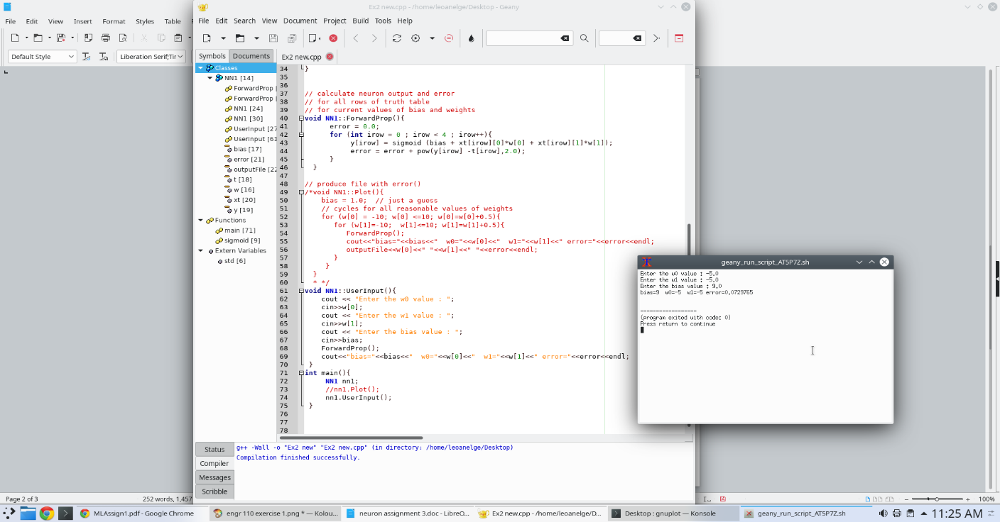 Ex2 new.cpp - /home/leoanelge/Desktop - Geany
File Edit View Insert Format Styles Table
File Edit Search View Document Project Build Tools Help
Default Style
Liberation Serif;Tir
Symbols Documents
Ex2 new.cpp
Classes
NN1 [14]
ForwardProp [
ForwardProp [
NN1 [24]
NN1 [30]
UserInput [27
UserInput [61
bias [17]
error [21]
outputFile [22
t [18]
w [16]
xt [20]
y [19]
Functions
main [71]
sigmoid [9]
Extern Variables
std [6]
34 }
35
36
37 // calculate neuron output and error
38 // for all rows of truth table
39 // for current values of bias and weights
40 void NN1::ForwardProp(){
41 error = 0.0;
42 for (int irow = 0 ; irow < 4 ; irow++){
43 y[irow] = sigmoid (bias + xt[irow][0]*w[0] + xt[irow][1]*w[1]);
44 error = error + pow(y[irow] -t[irow],2.0);
45 }
46 }
47
48 // produce file with error()
49 /*void NN1::Plot(){
50 bias = 1.0; // just a guess
51 // cycles for all reasonable values of weights
52 for (w[0] = -10; w[0] <=10; w[0]=w[0]+0.5){
53 for (w[1]=-10; w[1]<=10; w[1]=w[1]+0.5){
54 ForwardProp();
55 cout<<"bias="<<bias<<" w0="<<w[0]<<" w1="<<w[1]<<" error="<<error<<endl;
56 outputFile<<w[0]<<" "<<w[1]<<" "<<error<<endl;
57 }
58 }
59 }
60 * */
61 void NN1::UserInput(){
62 cout << "Enter the w0 value : ";
63 cin>>w[0];
64 cout << "Enter the w1 value : ";
65 cin>>w[1];
66 cout << "Enter the bias value : ";
67 cin>>bias;
68 ForwardProp();
69 cout<<"bias="<<bias<<" w0="<<w[0]<<" w1="<<w[1]<<" error="<<error<<endl;
70 }
71 int main(){
72 NN1 nn1;
73 //nn1.Plot();
74 nn1.UserInput();
75 }
76
77
78
geany_run_script_AT5P7Z.sh
Enter the w0 value : -5.0
Enter the w1 value : -5.0
Enter the bias value : 9.0
bias=9 w0=-5 w1=-5 error=0.0729765
------------------
(program exited with code: 0)
Press return to continue
Status
Compiler
Messages
Scribble
g++ -Wall -o "Ex2 new" "Ex2 new.cpp" (in directory: /home/leoanelge/Desktop)
Compilation finished successfully.
Page 2 of 3
252 words, 1,457
100%
MLAssign1.pdf - Google Chrome
engr 110 exercise 1.png * — Kolou...
neuron assignment 3.doc - LibreO...
Ex2 new.cpp - /home/leoanelge/D...
Desktop : gnuplot — Konsole
geany_run_script_AT5P7Z.sh
11:25 AM